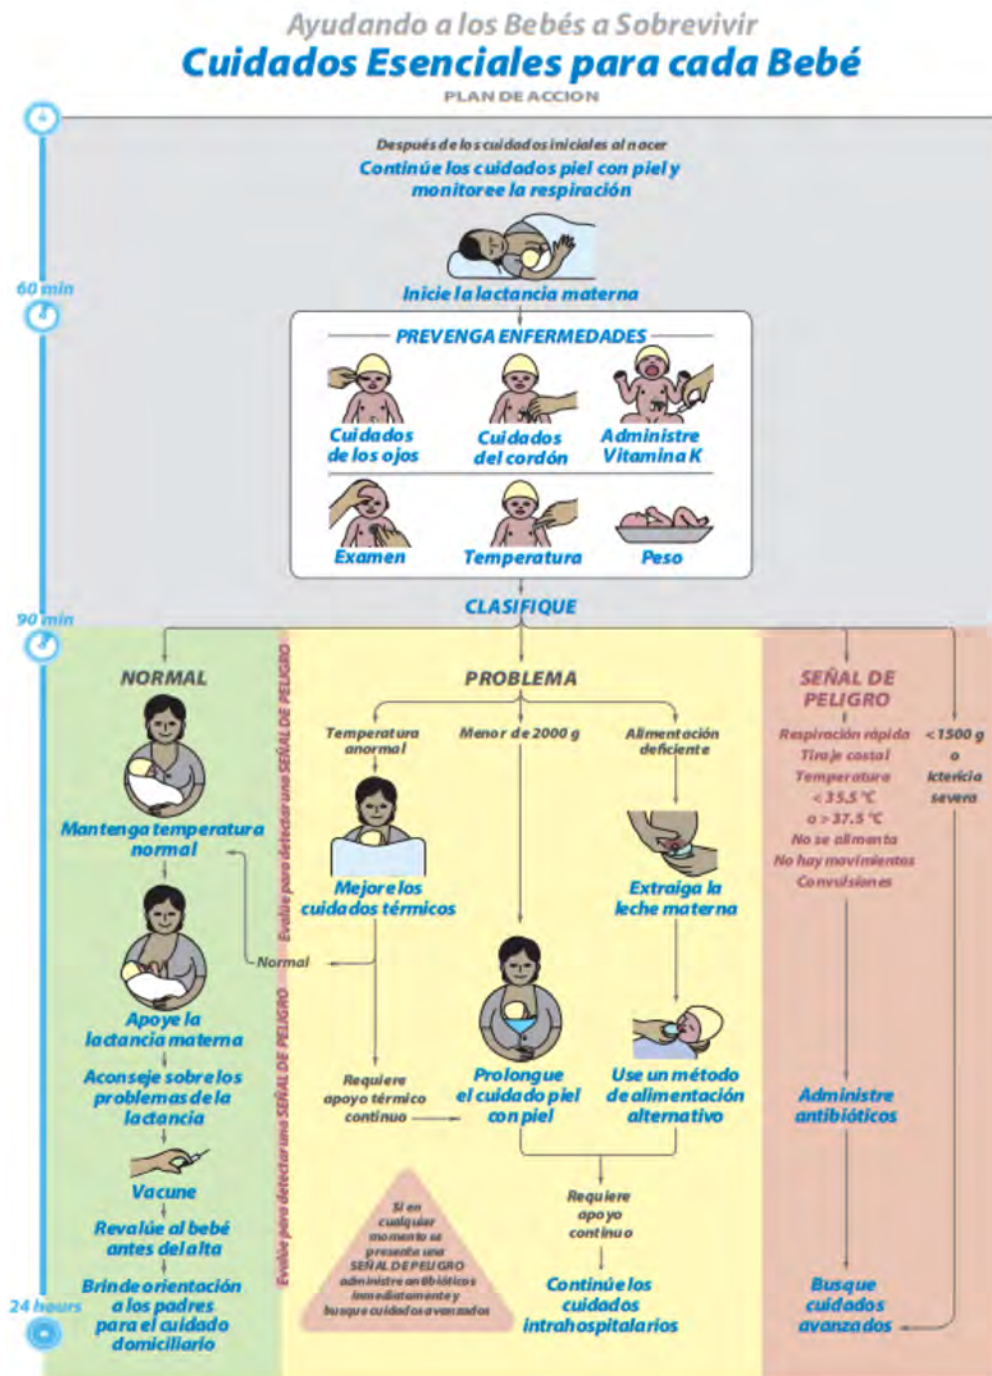 Ayudando a los Bebés a Sobrevivir
Cuidados Esenciales para cada Bebé
PLAN DE ACCION
Después de los cuidados iniciales al nacer
Continúe los cuidados piel con piel y
monitoree la respiración
60 min
Inicie la lactancia materna
PREVENGA ENFERMEDADES
Cuidados
de los ojos
Cuidados
del cordón
Administre
Vitamina K
Examen
Temperatura
Peso
CLASIFIQUE
90 min
NORMAL
Mantenga temperatura
normal
Apoye la
lactancia materna
Aconseje sobre los
problemas de la
lactancia
Vacune
Revalúe al bebé
antes del alta
Brinde orientación
a los padres
para el cuidado
domiciliario
24 hours
Evalúe para detectar una SEÑAL DE PELIGRO
Evalúe para detectar una SEÑAL DE PELIGRO
PROBLEMA
Temperatura
anormal
Mejore los
cuidados térmicos
Normal
Requiere
apoyo térmico
continuo
Menor de 2000 g
Prolongue
el cuidado piel
con piel
Alimentación
deficiente
Extraiga la
leche materna
Use un método
de alimentación
alternativo
Requiere
apoyo
continuo
Continúe los
cuidados
intrahospitalarios
Si en
cualquier
momento se
presenta una
SEÑAL DE PELIGRO
administre antibióticos
inmediatamente y
busque cuidados avanzados
SEÑAL DE
PELIGRO
Respiración rápida
Tiraje costal
Temperatura
< 35.5 °C
o > 37.5 °C
No se alimenta
No hay movimientos
Convulsiones
< 1500 g
o
Ictericia
severa
Administre
antibióticos
Busque
cuidados
avanzados